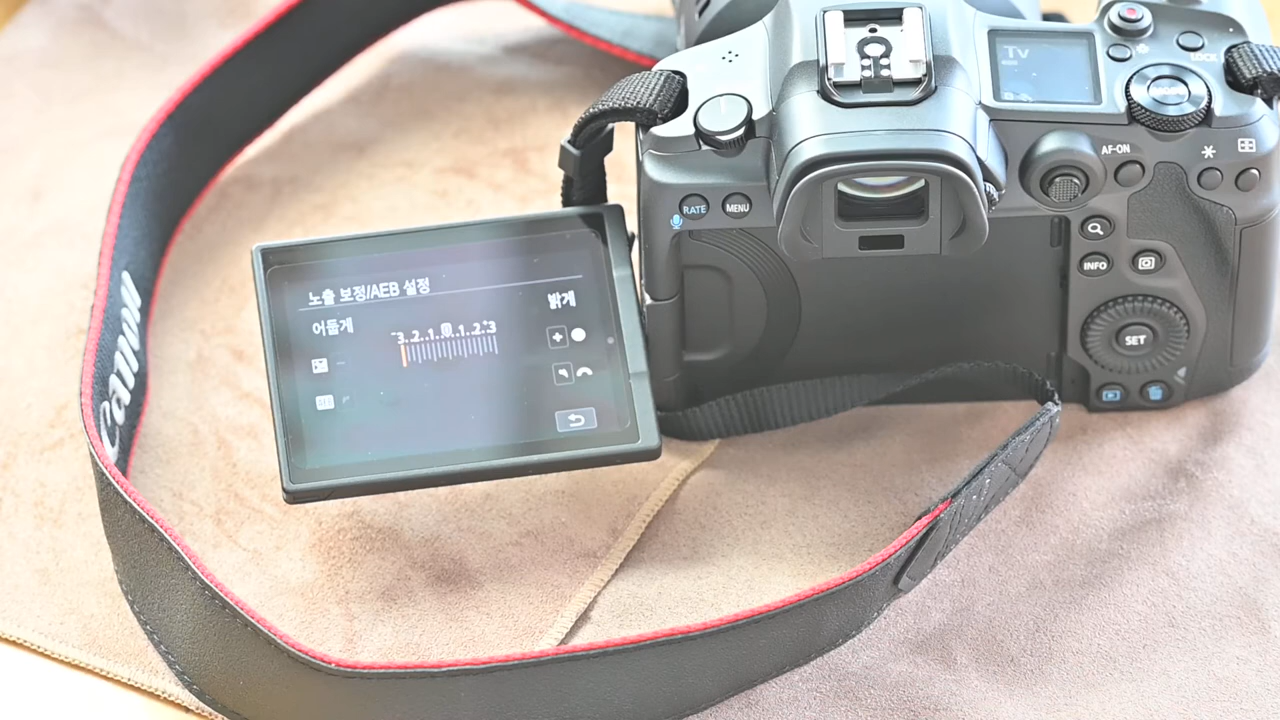 Tv
LOCK
MODE
AF-ON
RATE
MENU
INFO
SET
Canon
노출 보정/AEB 설정
어둡게
밝게
-3..2..1..0..1..2.+3